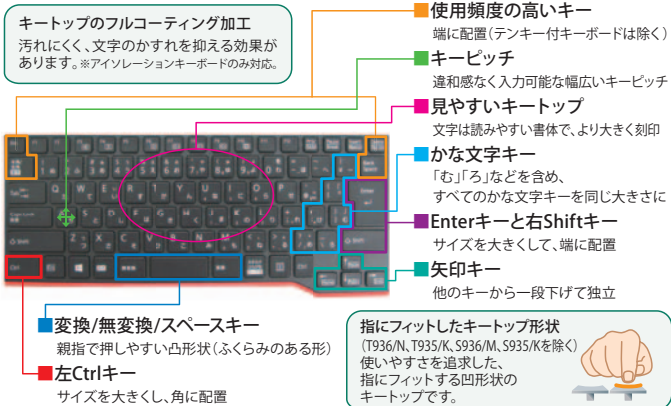 キートップのフルコーティング加工
汚れにくく、文字のかすれを抑える効果が
あります。※アイソレーションキーボードのみ対応。
■使用頻度の高いキー
端に配置（テンキー付キーボードは除く）
■キーピッチ
違和感なく入力可能な幅広いキーピッチ
■見やすいキートップ
文字は読みやすい書体で、より大きく刻印
■かな文字キー
「む」「ろ」などを含め、
すべてのかな文字キーを同じ大きさに
■Enterキーと右Shiftキー
サイズを大きくして、端に配置
■矢印キー
他のキーから一段下げて独立
■変換/無変換/スペースキー
親指で押しやすい凸形状（ふくらみのある形）
■左Ctrlキー
サイズを大きくし、角に配置
指にフィットしたキートップ形状
（T936/N、T935/K、S936/M、S935/Kを除く）
使いやすさを追求した、
指にフィットする凹形状の
キートップです。